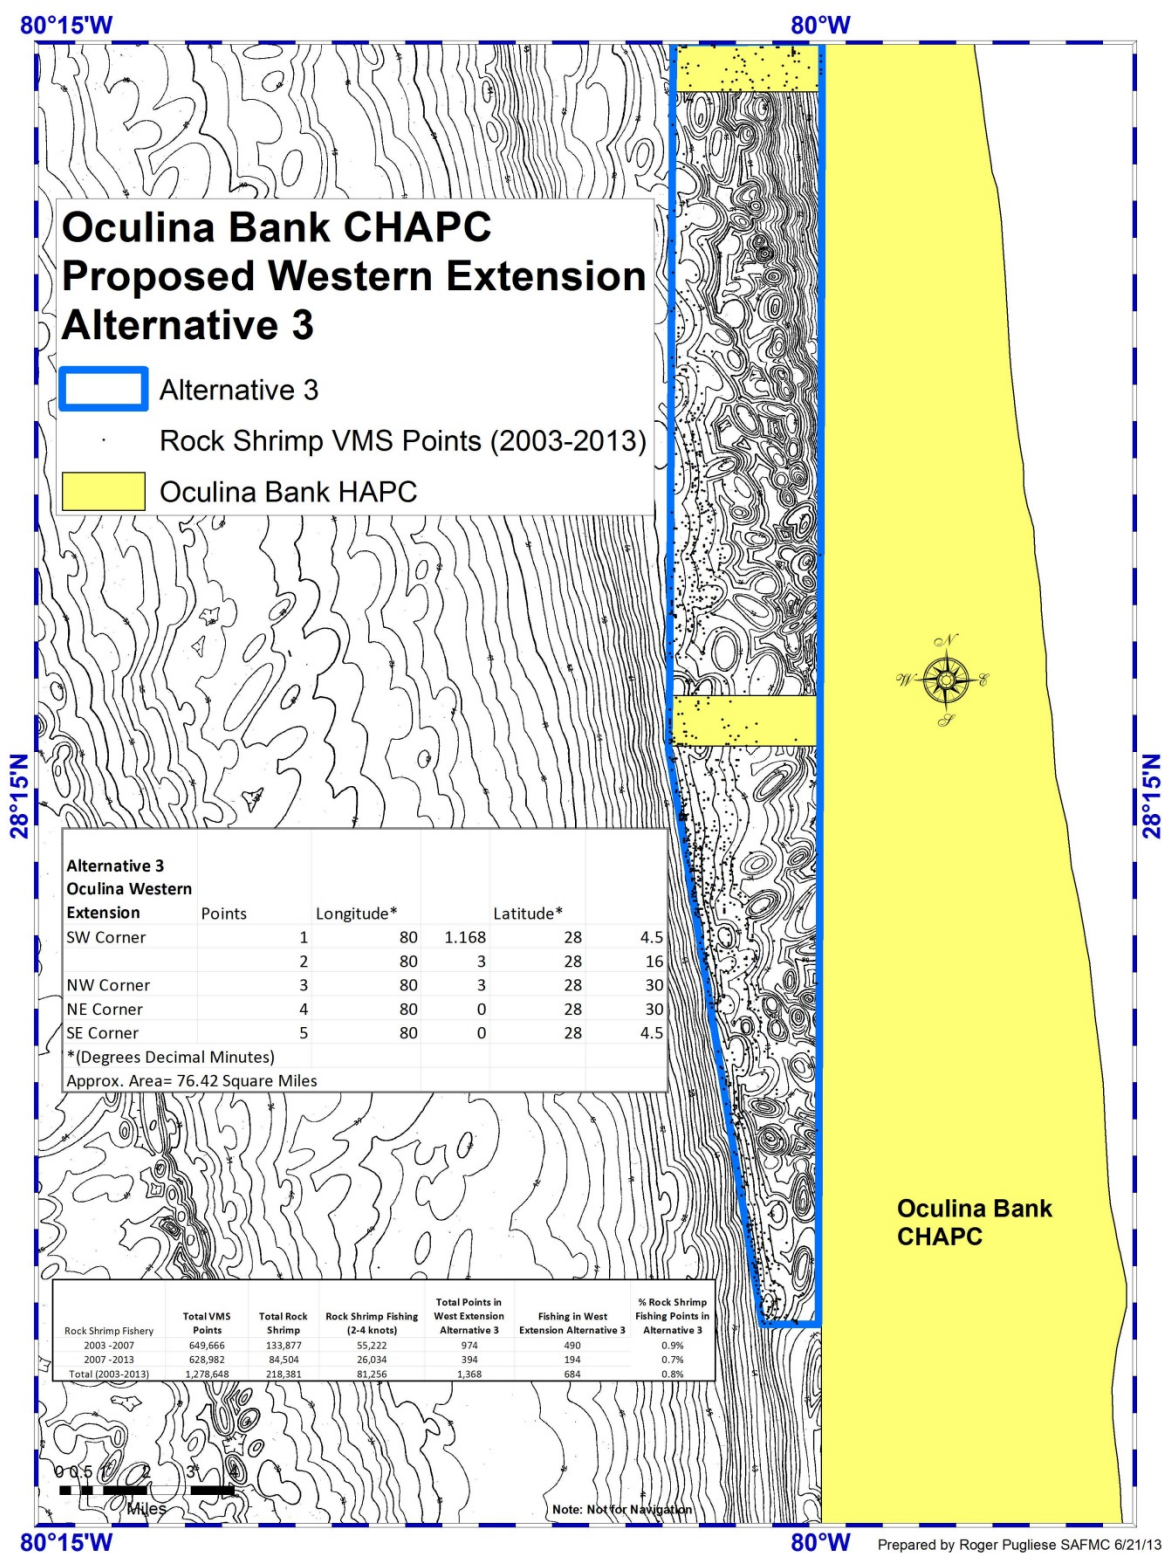 80°15'W 80°W
Oculina Bank CHAPC
Proposed Western Extension
Alternative 3
Alternative 3
Rock Shrimp VMS Points (2003-2013)
Oculina Bank HAPC
N
W E
S
28°15'N 28°15'N
Alternative 3
Oculina Western
Extension Points Longitude* Latitude*
SW Corner 1 80 1.168 28 4.5
2 80 3 28 16
NW Corner 3 80 3 28 30
NE Corner 4 80 0 28 30
SE Corner 5 80 0 28 4.5
*(Degrees Decimal Minutes)
Approx. Area= 76.42 Square Miles
Oculina Bank
CHAPC
Rock Shrimp Fishery Total VMS Points Total Rock Shrimp Rock Shrimp Fishing (2-4 knots) Total Points in West Extension Alternative 3 Fishing in West Extension Alternative 3 % Rock Shrimp Fishing Points in Alternative 3
2003 -2007 649,666 133,877 55,222 974 490 0.9%
2007 -2013 628,982 84,504 26,034 394 194 0.7%
Total (2003-2013) 1,278,648 218,381 81,256 1,368 684 0.8%
0 0.5 1 2 3 4
Miles
Note: Not for Navigation
80°15'W 80°W
Prepared by Roger Pugliese SAFMC 6/21/13